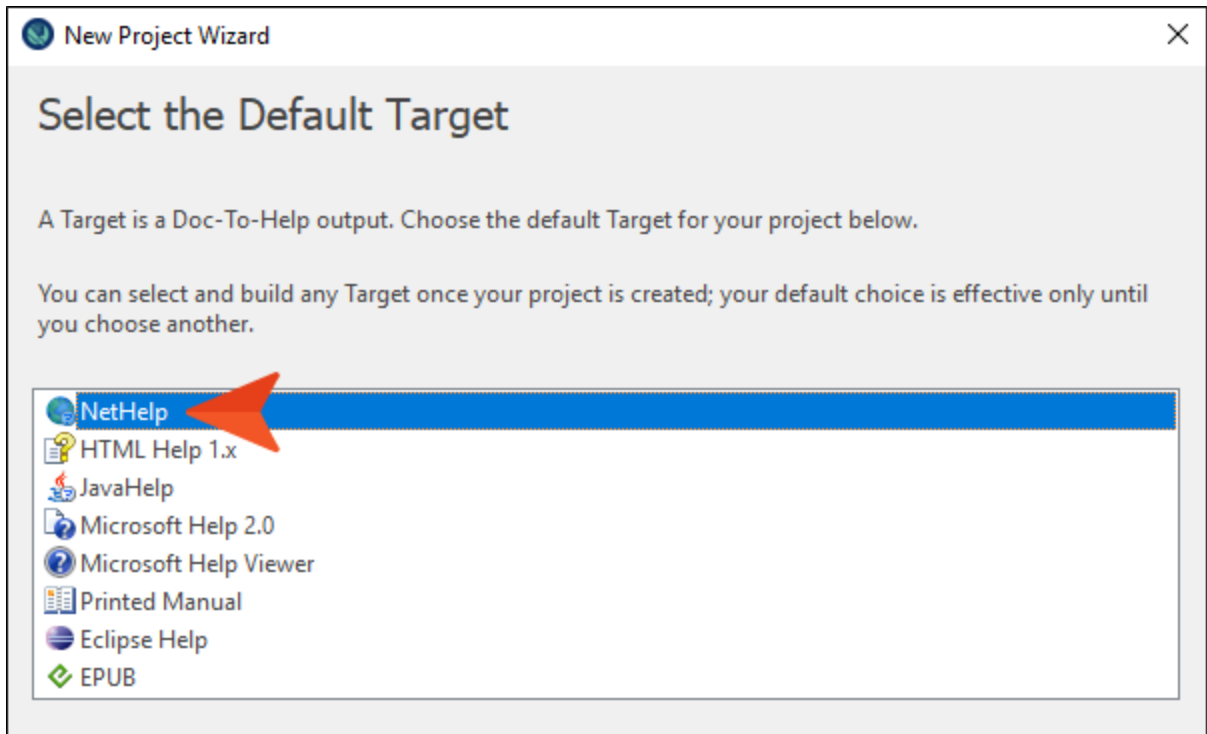 New Project Wizard
Select the Default Target
A Target is a Doc-To-Help output. Choose the default Target for your project below.
You can select and build any Target once your project is created; your default choice is effective only until
you choose another.
NetHelp
HTML Help 1.x
JavaHelp
Microsoft Help 2.0
Microsoft Help Viewer
Printed Manual
Eclipse Help
EPUB